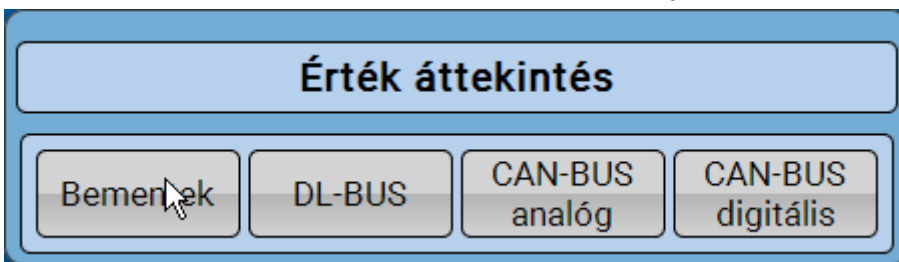 Érték áttekintés
Bemenetek DL-BUS CAN-BUS analóg CAN-BUS digitális